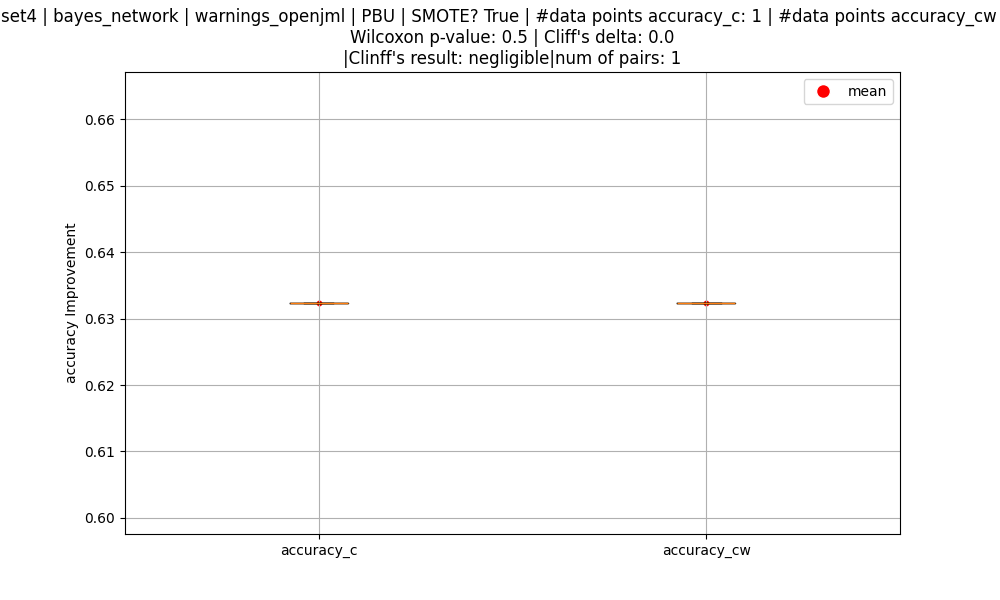 set4 | bayes_network | warnings_openjml | PBU | SMOTE? True | #data points accuracy_c: 1 | #data points accuracy_cw
Wilcoxon p-value: 0.5 | Cliff's delta: 0.0
|Clinff's result: negligible|num of pairs: 1
mean
0.66
0.65
0.64
0.63
0.62
0.61
0.60
accuracy Improvement
accuracy_c
accuracy_cw